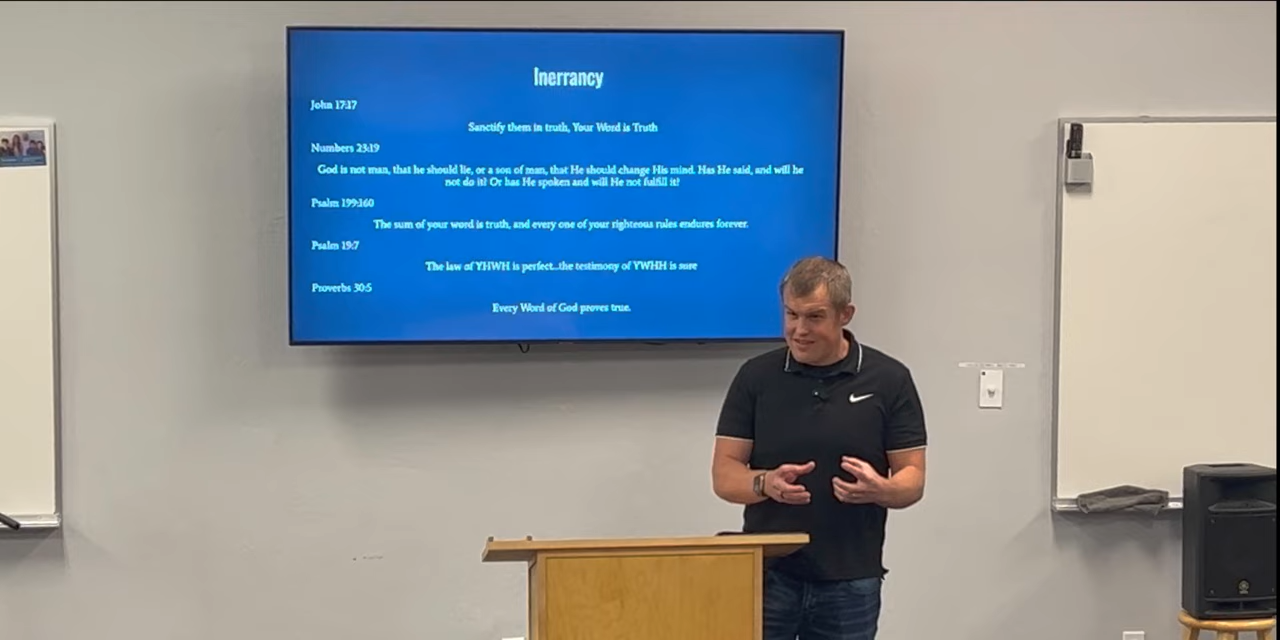 Inerrancy
John 17:17
Sanctify them in truth, Your Word is Truth
Numbers 23:19
God is not man, that he should lie, or a son of man, that He should change His mind. Has He said, and will he
not do it? Or has He spoken and will He not fulfill it?
Psalm 199:160
The sum of your word is truth, and every one of your righteous rules endures forever.
Psalm 19:7
The law of YHWH is perfect...the testimony of YWHH is sure
Proverbs 30:5
Every Word of God proves true.